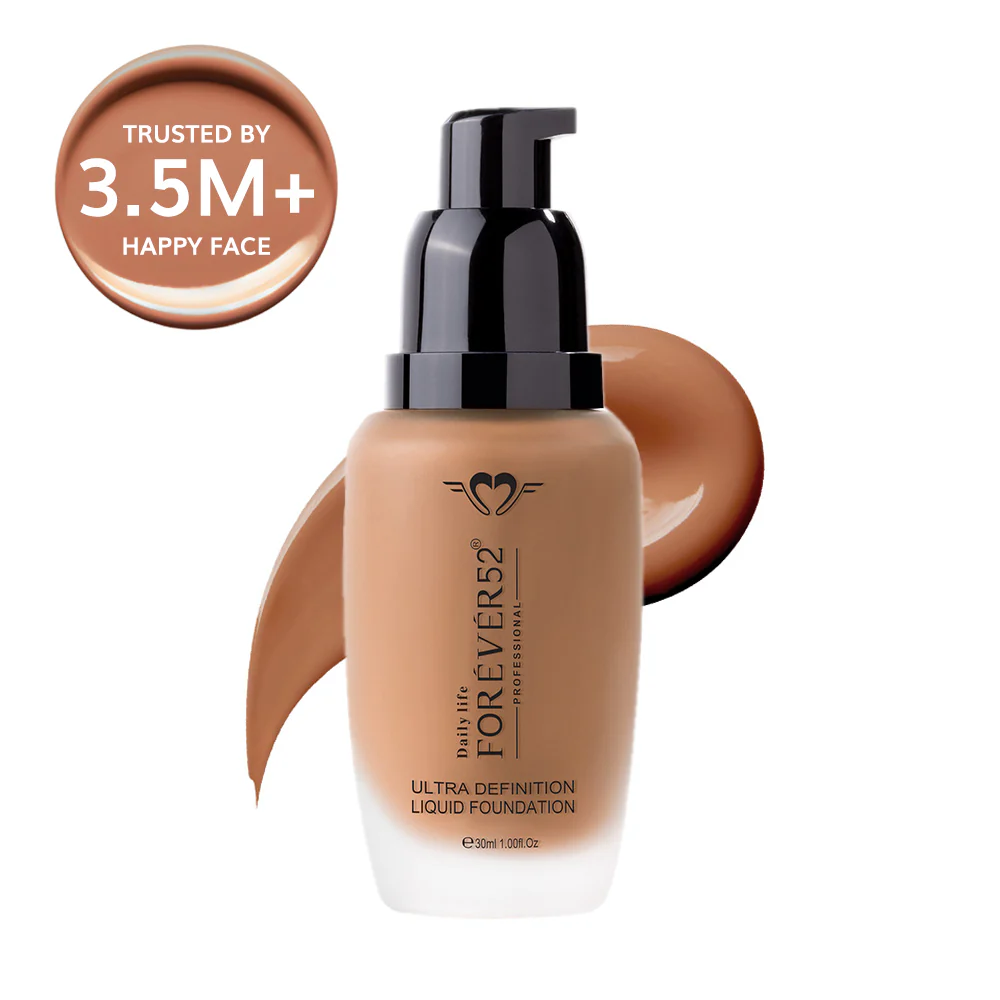 TRUSTED BY
3.5M+
HAPPY FACE
Daily life
FORÉVÉR52®
PROFESSIONAL
ULTRA DEFINITION
LIQUID FOUNDATION
℮30ml 1.00fl.Oz